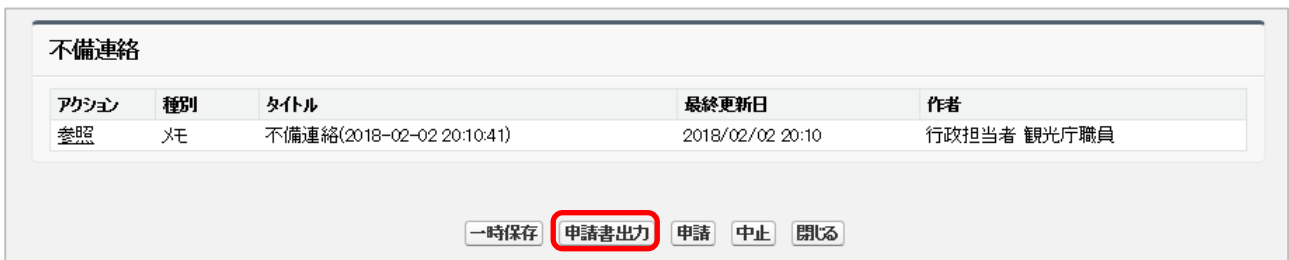 不備連絡
アクション 種別 タイトル 最終更新日 作者
参照 メモ 不備連絡(2018-02-02 20:10:41) 2018/02/02 20:10 行政担当者 観光庁職員
一時保存 申請書出力 申請 中止 閉じる